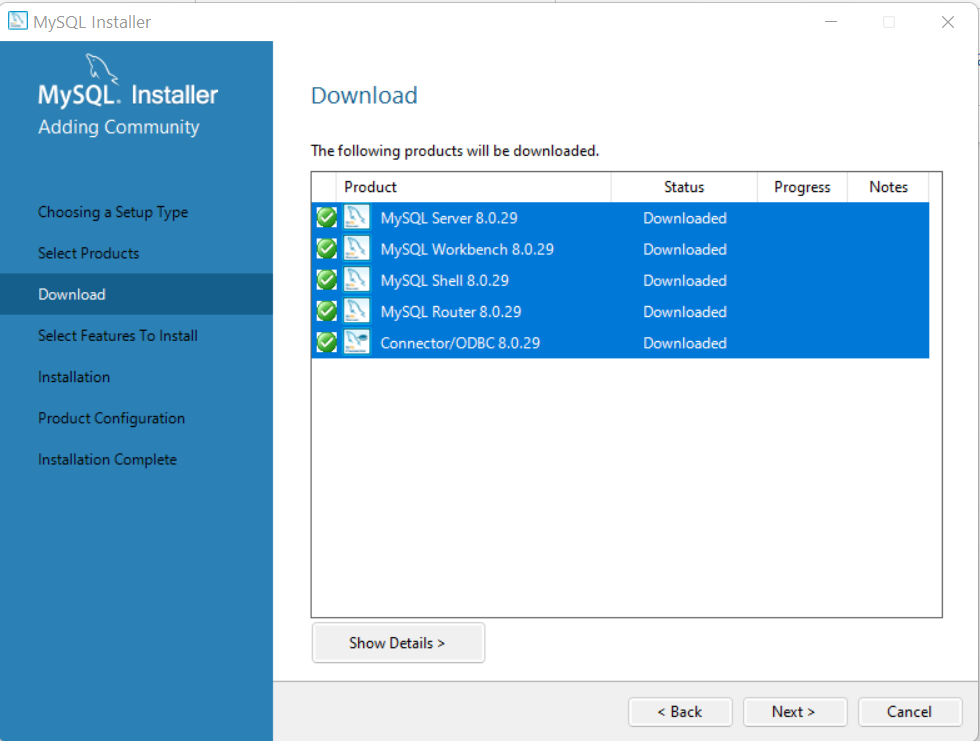 MySQL Installer
MySQL. Installer
Adding Community
Choosing a Setup Type
Select Products
Download
Select Features To Install
Installation
Product Configuration
Installation Complete
Download
The following products will be downloaded.
Product Status Progress Notes
MySQL Server 8.0.29 Downloaded
MySQL Workbench 8.0.29 Downloaded
MySQL Shell 8.0.29 Downloaded
MySQL Router 8.0.29 Downloaded
Connector/ODBC 8.0.29 Downloaded
Show Details >
< Back Next > Cancel